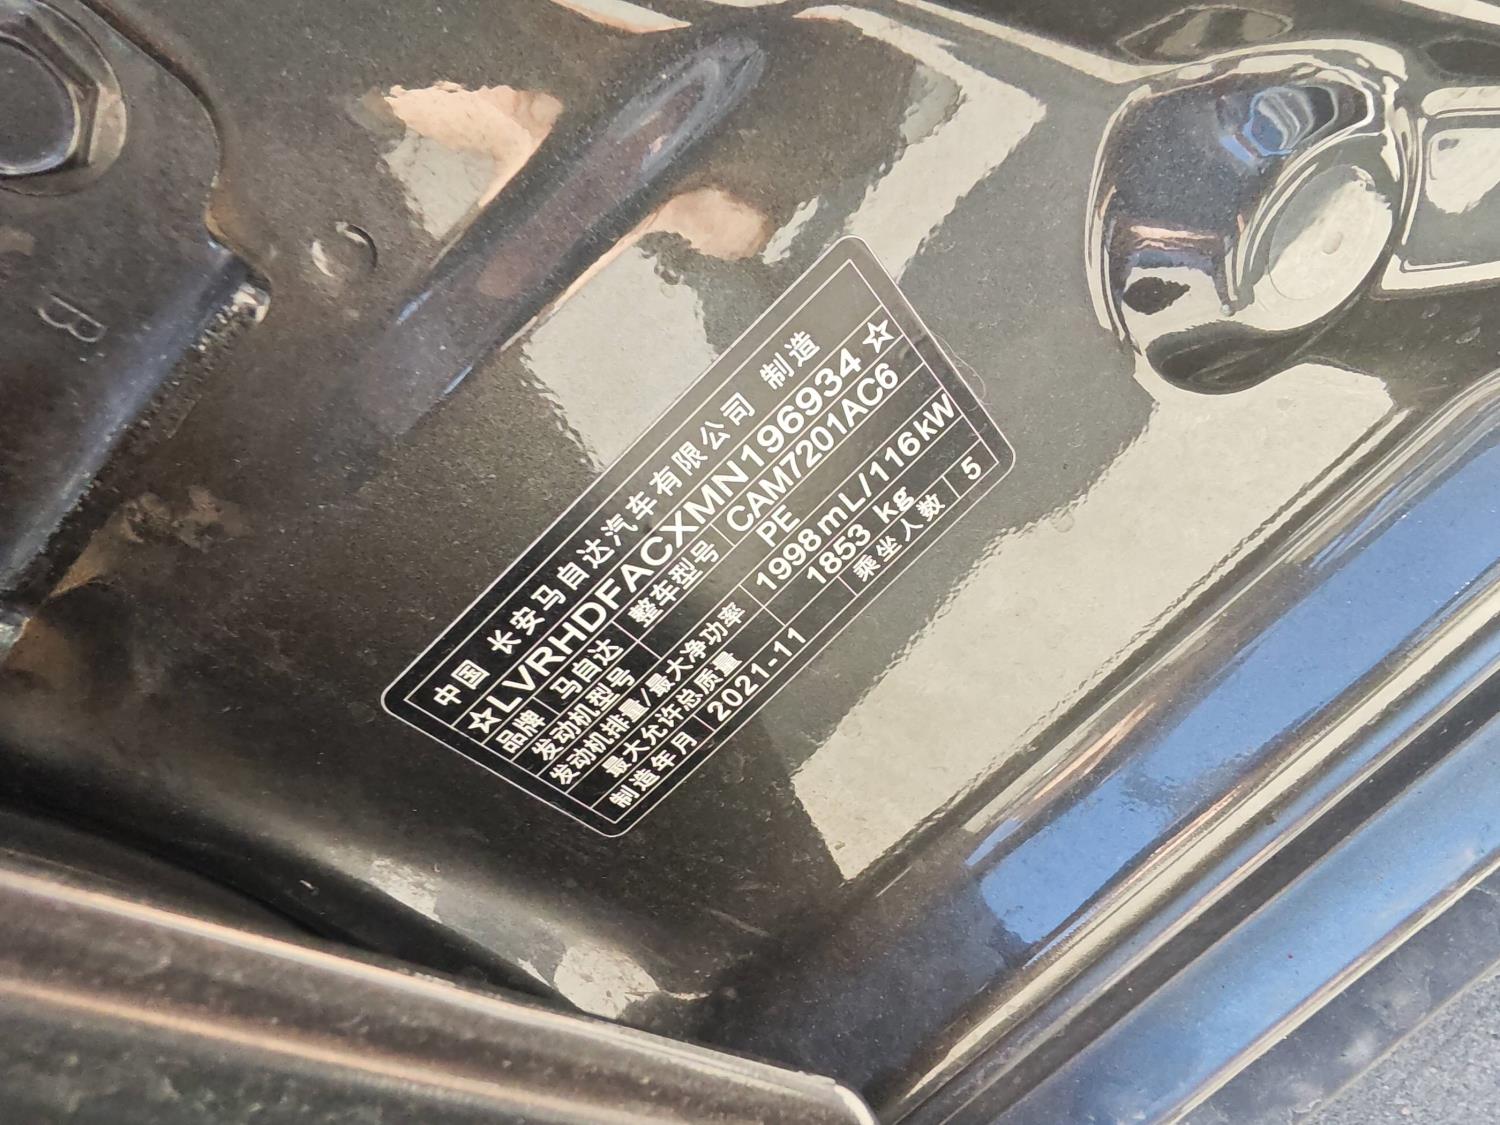 中国 长安马自达汽车有限公司 制造
☆LVRHDFACXMN196934☆
品牌 马自达 整车型号 CAM7201AC6
发动机型号 PE
发动机排量/最大净功率 1998mL/116kW
最大允许总质量 1853 kg
制造年月 2021-11 乘坐人数 5
B